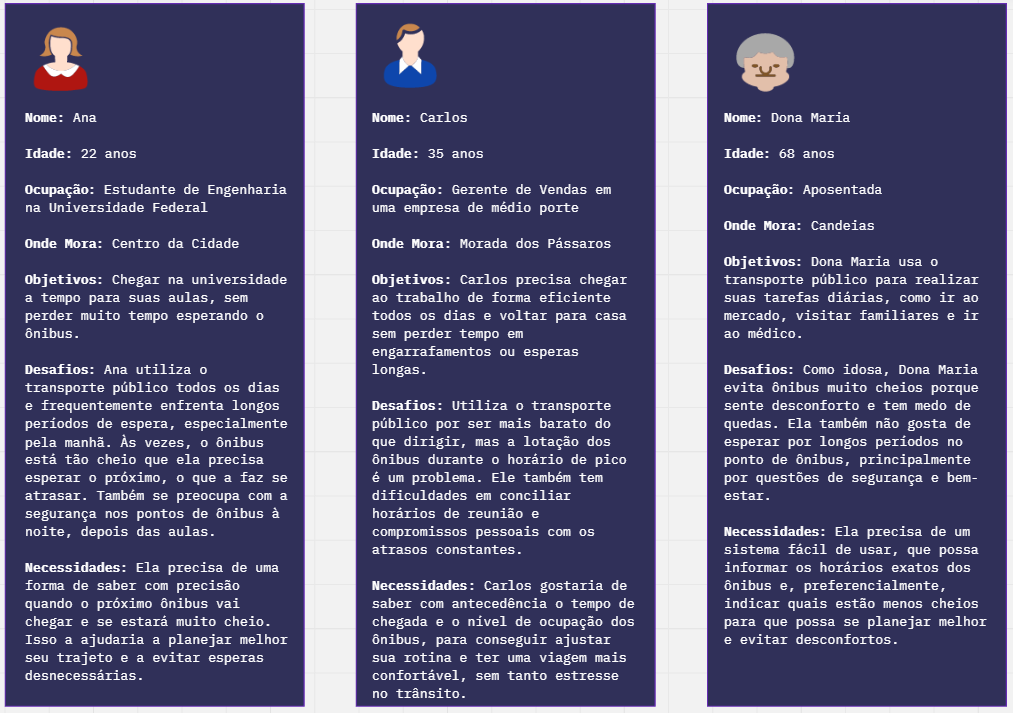 Nome: Ana
Idade: 22 anos
Ocupação: Estudante de Engenharia
na Universidade Federal
Onde Mora: Centro da Cidade
Objetivos: Chegar na universidade
a tempo para suas aulas, sem
perder muito tempo esperando o
ônibus.
Desafios: Ana utiliza o
transporte público todos os dias
e frequentemente enfrenta longos
períodos de espera, especialmente
pela manhã. Às vezes, o ônibus
está tão cheio que ela precisa
esperar o próximo, o que a faz se
atrasar. Também se preocupa com a
segurança nos pontos de ônibus à
noite, depois das aulas.
Necessidades: Ela precisa de uma
forma de saber com precisão
quando o próximo ônibus vai
chegar e se estará muito cheio.
Isso a ajudaria a planejar melhor
seu trajeto e a evitar esperas
desnecessárias.
Nome: Carlos
Idade: 35 anos
Ocupação: Gerente de Vendas em
uma empresa de médio porte
Onde Mora: Morada dos Pássaros
Objetivos: Carlos precisa chegar
ao trabalho de forma eficiente
todos os dias e voltar para casa
sem perder tempo em
engarrafamentos ou esperas
longas.
Desafios: Utiliza o transporte
público por ser mais barato do
que dirigir, mas a lotação dos
ônibus durante o horário de pico
é um problema. Ele também tem
dificuldades em conciliar
horários de reunião e
compromissos pessoais com os
atrasos constantes.
Necessidades: Carlos gostaria de
saber com antecedência o tempo de
chegada e o nível de ocupação dos
ônibus, para conseguir ajustar
sua rotina e ter uma viagem mais
confortável, sem tanto estresse
no trânsito.
Nome: Dona Maria
Idade: 68 anos
Ocupação: Aposentada
Onde Mora: Candeias
Objetivos: Dona Maria usa o
transporte público para realizar
suas tarefas diárias, como ir ao
mercado, visitar familiares e ir
ao médico.
Desafios: Como idosa, Dona Maria
evita ônibus muito cheios porque
sente desconforto e tem medo de
quedas. Ela também não gosta de
esperar por longos períodos no
ponto de ônibus, principalmente
por questões de segurança e bem-
estar.
Necessidades: Ela precisa de um
sistema fácil de usar, que possa
informar os horários exatos dos
ônibus e, preferencialmente,
indicar quais estão menos cheios
para que possa se planejar melhor
e evitar desconfortos.